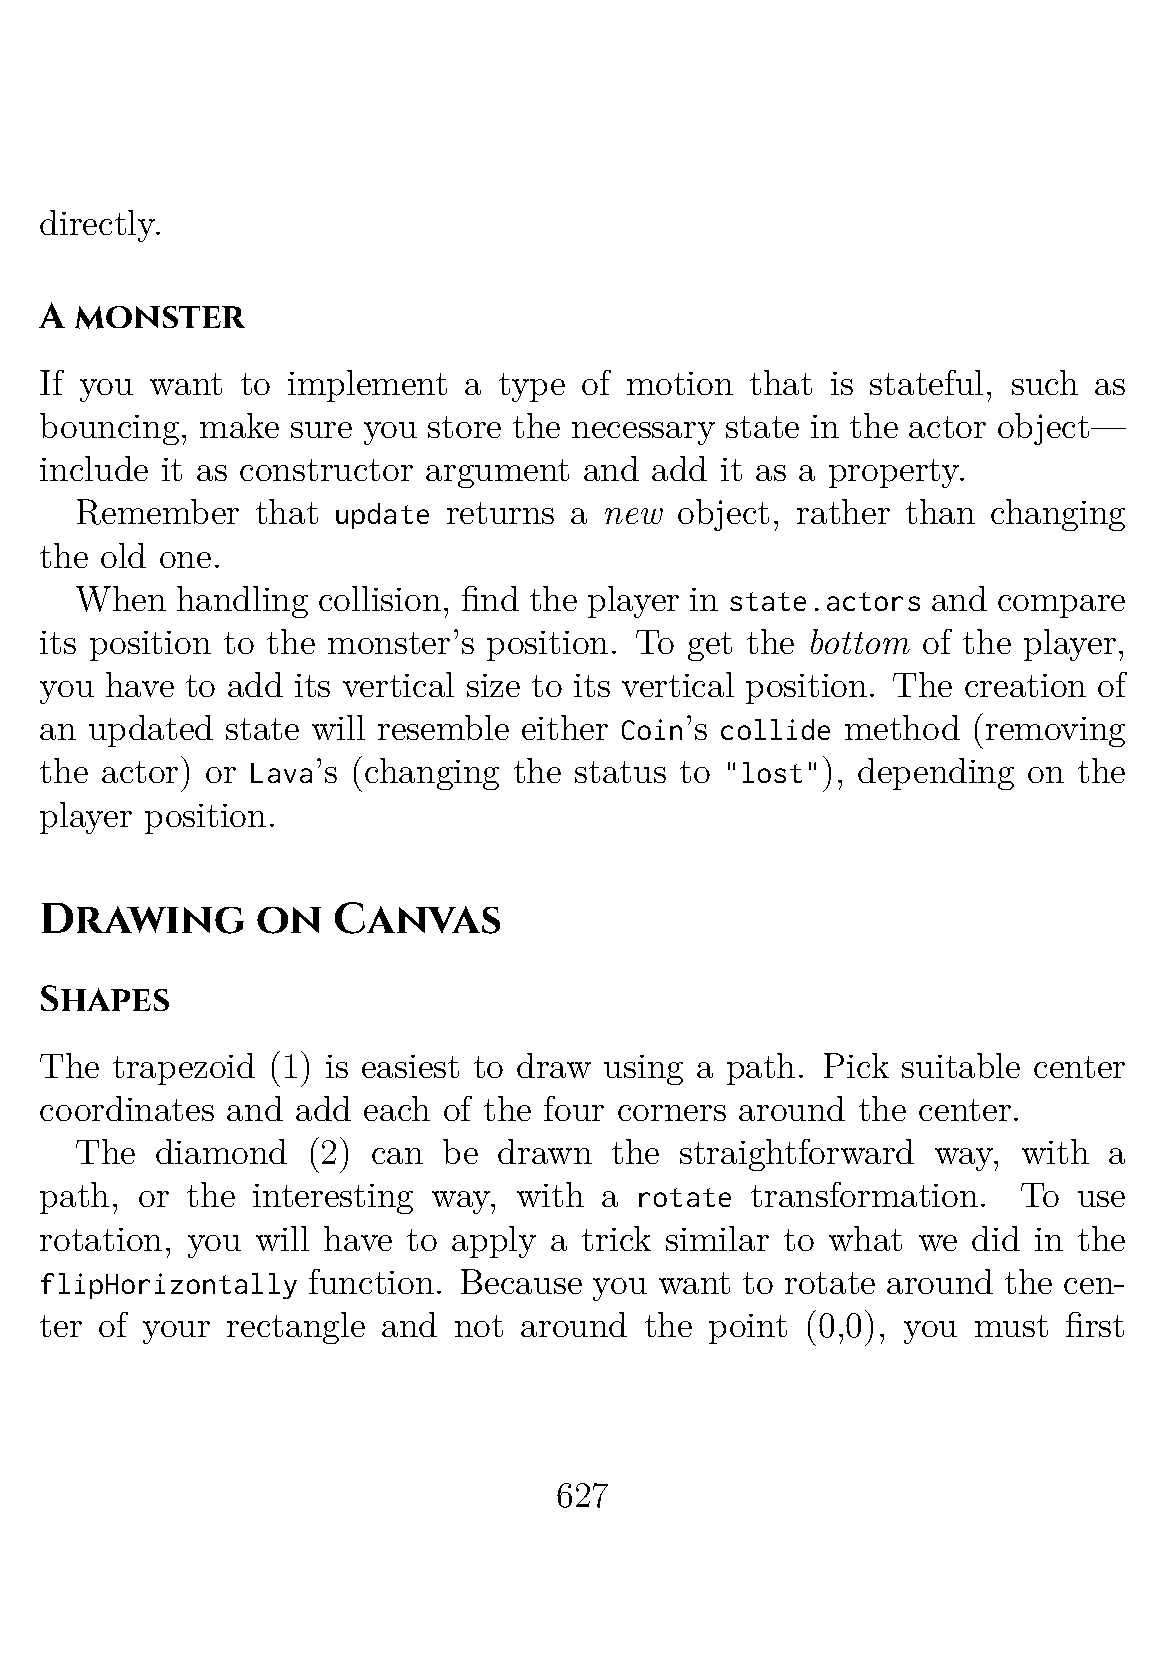 directly.
A monster
If you want to implement a type of motion that is stateful, such as
bouncing, make sure you store the necessary state in the actor object—
include it as constructor argument and add it as a property.
Remember that update returns a new object, rather than changing
the old one.
When handling collision, find the player in state.actors and compare
its position to the monster's position. To get the bottom of the player,
you have to add its vertical size to its vertical position. The creation of
an updated state will resemble either Coin's collide method (removing
the actor) or Lava's (changing the status to "lost"), depending on the
player position.
Drawing on Canvas
Shapes
The trapezoid (1) is easiest to draw using a path. Pick suitable center
coordinates and add each of the four corners around the center.
The diamond (2) can be drawn the straightforward way, with a
path, or the interesting way, with a rotate transformation. To use
rotation, you will have to apply a trick similar to what we did in the
flipHorizontally function. Because you want to rotate around the cen-
ter of your rectangle and not around the point (0,0), you must first
627